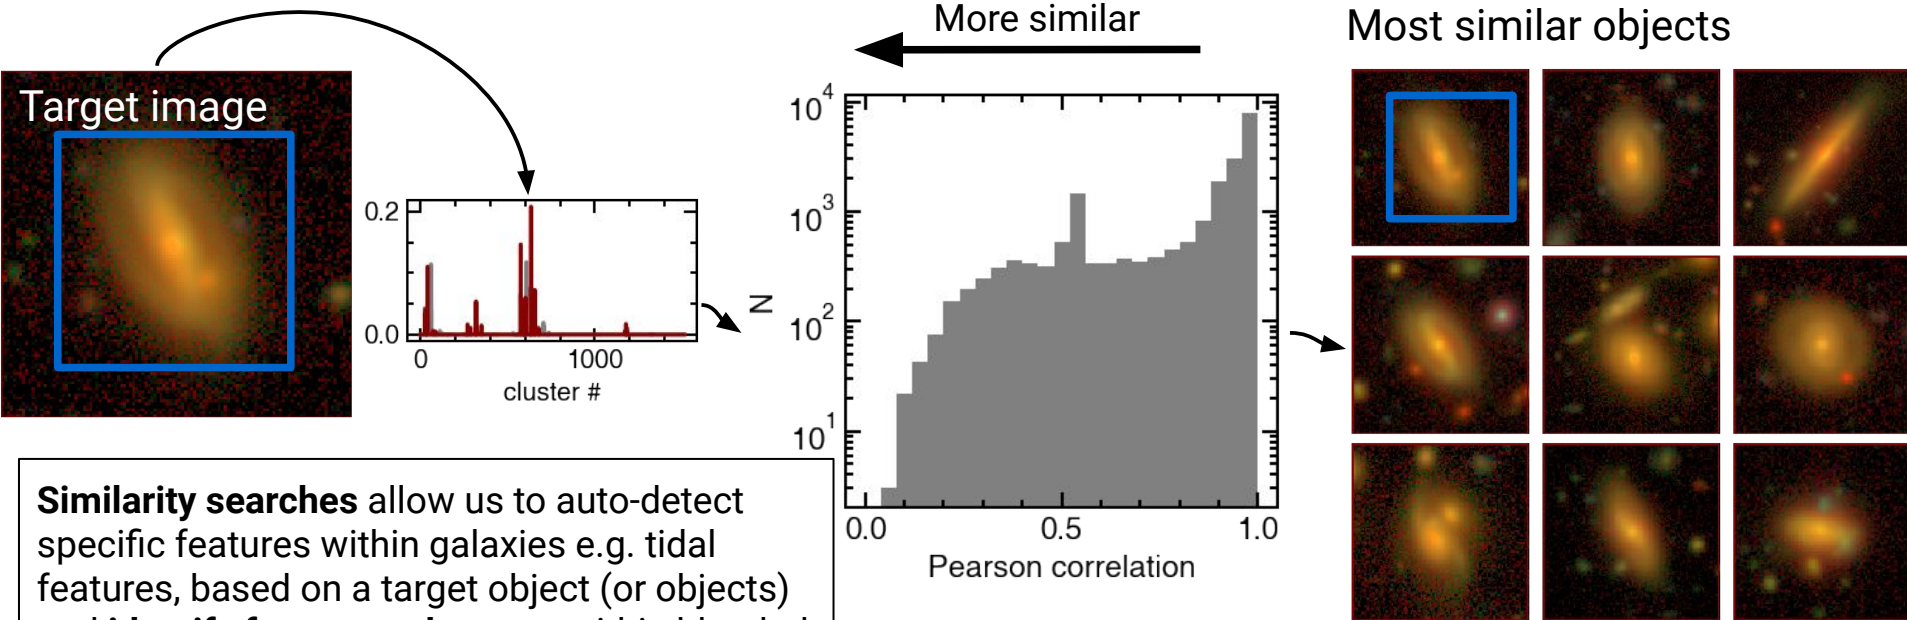 More similar
Most similar objects
Target image
0.2
0.0
0
1000
cluster #
10^4
10^3
10^2
10^1
N
0.0
0.5
1.0
Pearson correlation
Similarity searches allow us to auto-detect
specific features within galaxies e.g. tidal
features, based on a target object (or objects)